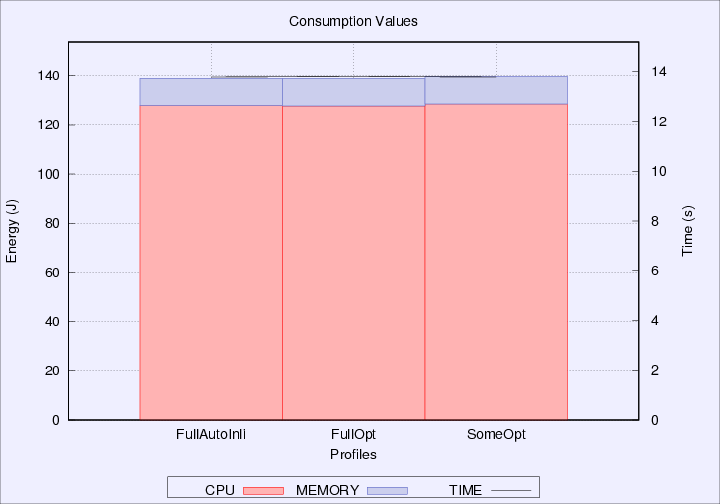 Consumption Values
140
120
100
80
60
40
20
0
Energy (J)
14
12
10
8
6
4
2
0
Time (s)
FullAutoInli FullOpt SomeOpt
Profiles
CPU MEMORY TIME